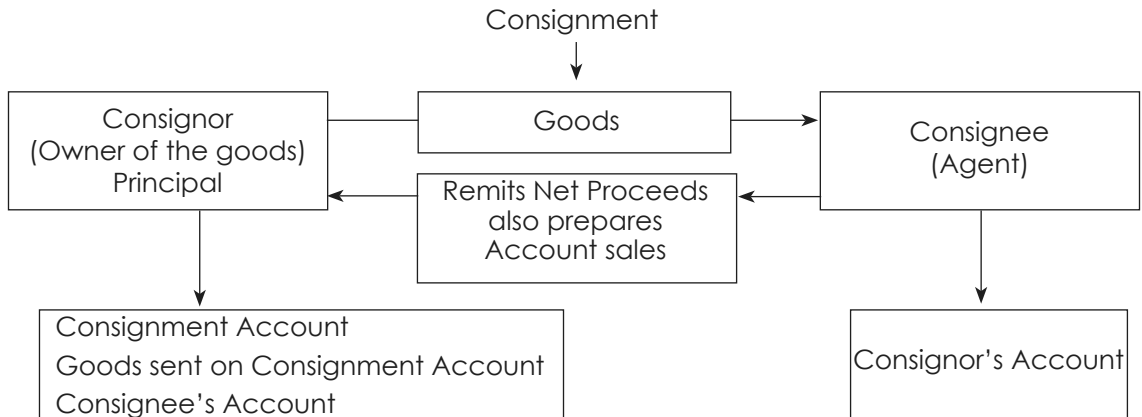 Consignment
Consignor
(Owner of the goods)
Principal
Goods
Consignee
(Agent)
Remits Net Proceeds
also prepares
Account sales
Consignment Account
Goods sent on Consignment Account
Consignee’s Account
Consignor’s Account